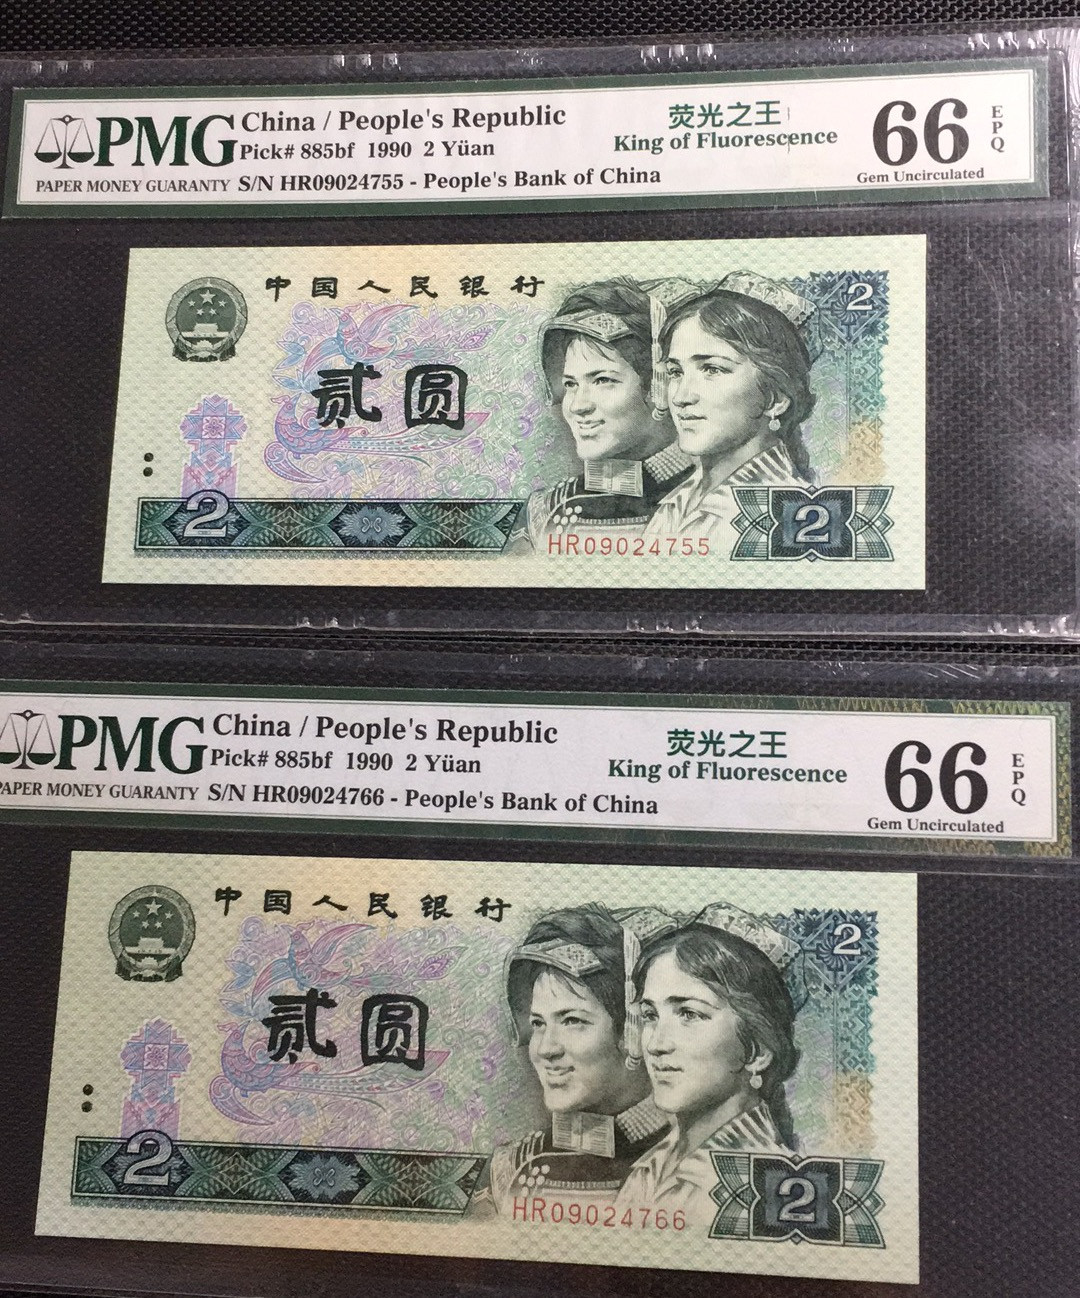 PMG
PAPER MONEY GUARANTY
China / People's Republic
Pick# 885bf 1990 2 Yüan
S/N HR09024755 - People's Bank of China
荧光之王
King of Fluorescence
66
EPQ
Gem Uncirculated
中国人民银行
2
贰圆
2
HR09024755
2
PMG
PAPER MONEY GUARANTY
China / People's Republic
Pick# 885bf 1990 2 Yüan
S/N HR09024766 - People's Bank of China
荧光之王
King of Fluorescence
66
EPQ
Gem Uncirculated
中国人民银行
2
贰圆
2
HR09024766
2